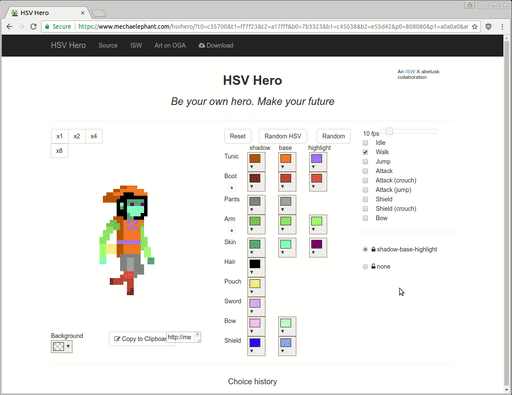 HSV Hero
Secure https://www.mechaelephant.com/hsvhero/?t0=c35700&t1=ff7f23&t2=a17fff&b0=7b3323&b1=c45038&b2=e55d42&p0=808080&p1=a0a0a0&
HSV Hero Source ISW Art on OGA Download
HSV Hero
An ISW X abetusk
collaboration
Be your own hero. Make your future
x1 x2 x4
x8
Reset Random HSV Random
shadow base highlight
Tunic
Boot
Pants
Arm
Skin
Hair
Pouch
Sword
Bow
Shield
10 fps
Idle
Walk
Jump
Attack
Attack (crouch)
Attack (jump)
Shield
Shield (crouch)
Bow
shadow-base-highlight
none
Background
Copy to Clipboard http://me
Choice history